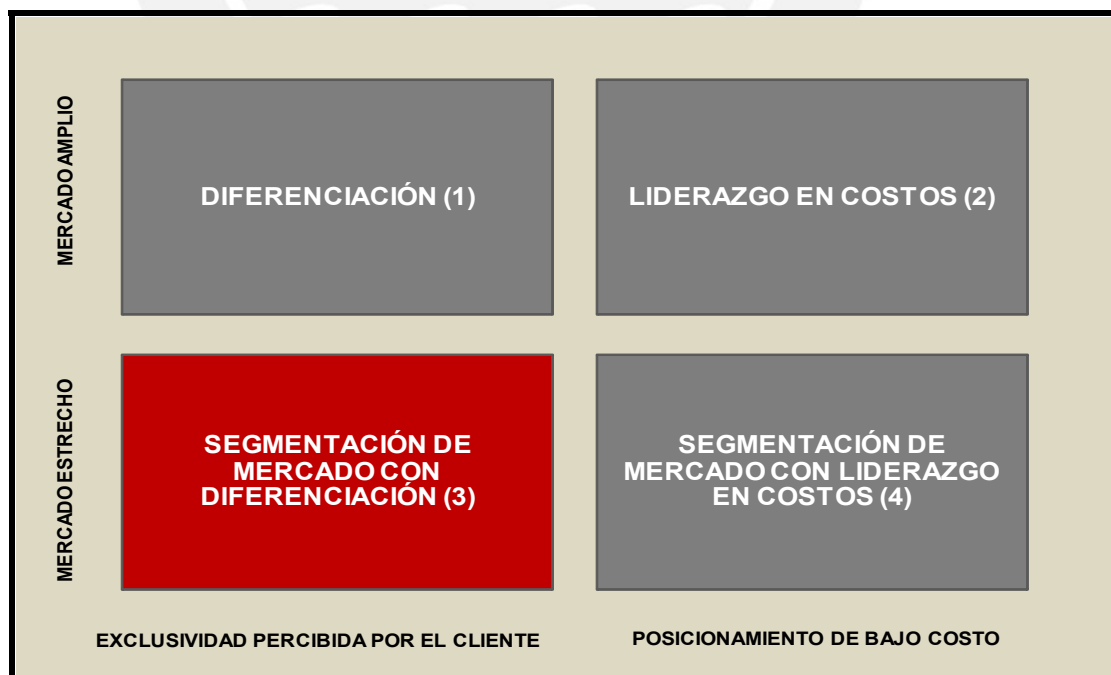 MERCADO AMPLIO
DIFERENCIACIÓN (1)
LIDERAZGO EN COSTOS (2)
MERCADO ESTRECHO
SEGMENTACIÓN DE
MERCADO CON
DIFERENCIACIÓN (3)
SEGMENTACIÓN DE
MERCADO CON LIDERAZGO
EN COSTOS (4)
EXCLUSIVIDAD PERCIBIDA POR EL CLIENTE
POSICIONAMIENTO DE BAJO COSTO